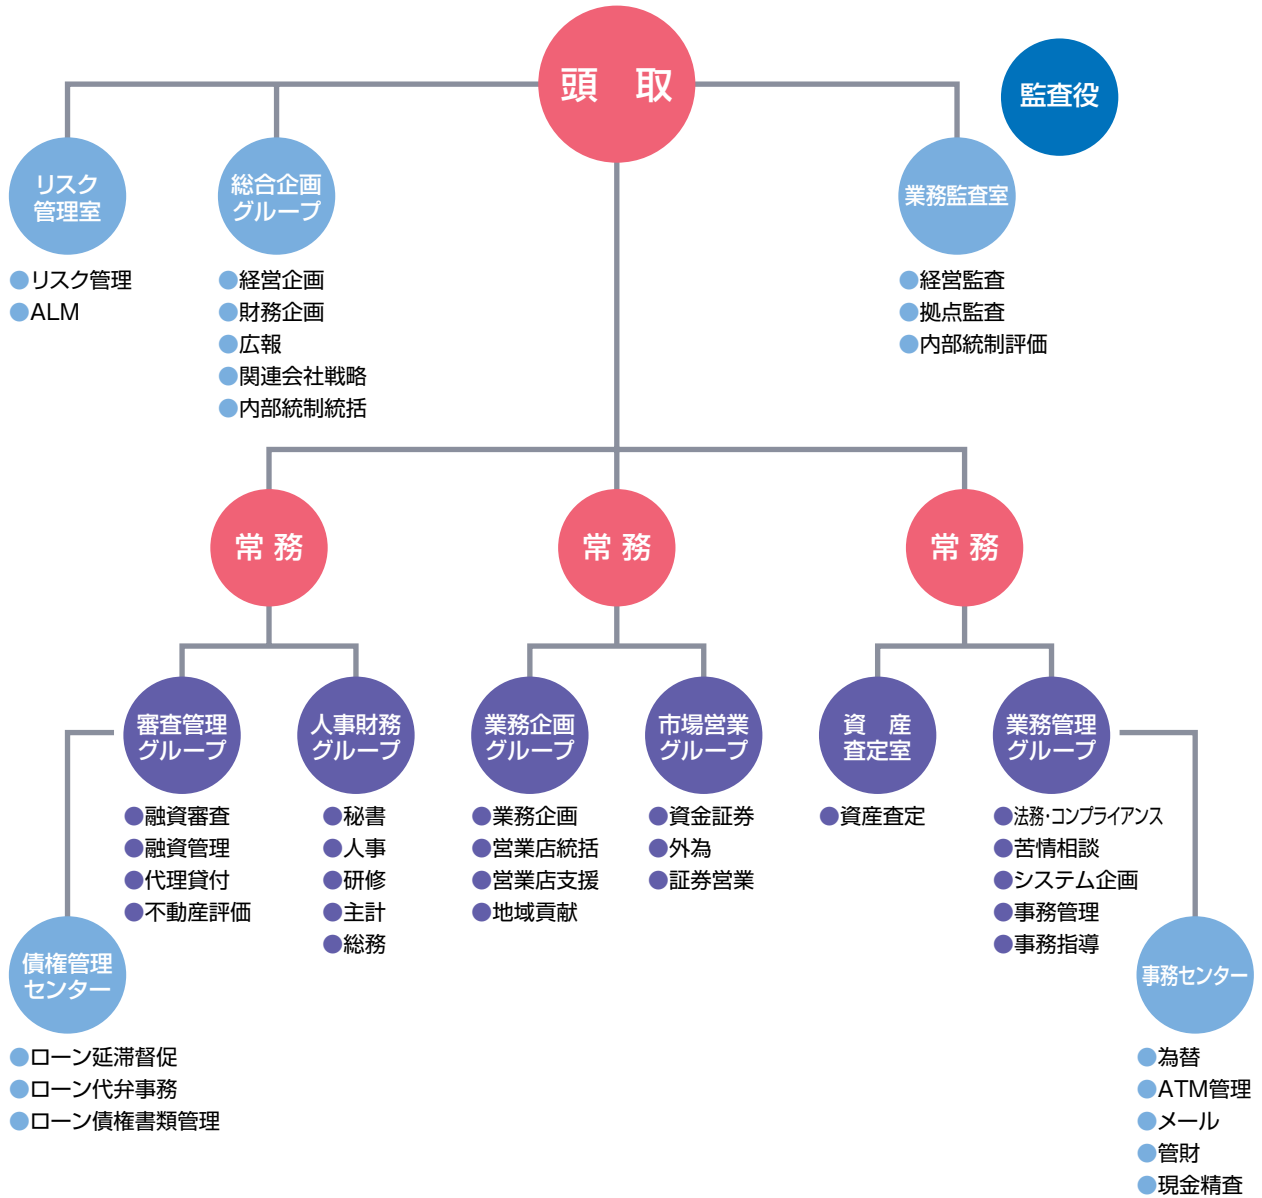 頭　取
監査役
リスク
管理室
●リスク管理
●ALM
総合企画
グループ
●経営企画
●財務企画
●広報
●関連会社戦略
●内部統制統括
業務監査室
●経営監査
●拠点監査
●内部統制評価
常 務
常 務
常 務
審査管理
グループ
●融資審査
●融資管理
●代理貸付
●不動産評価
人事財務
グループ
●秘書
●人事
●研修
●主計
●総務
業務企画
グループ
●業務企画
●営業店統括
●営業店支援
●地域貢献
市場営業
グループ
●資金証券
●外為
●証券営業
資　産
査定室
●資産査定
業務管理
グループ
●法務・コンプライアンス
●苦情相談
●システム企画
●事務管理
●事務指導
債権管理
センター
●ローン延滞督促
●ローン代弁事務
●ローン債権書類管理
事務センター
●為替
●ATM管理
●メール
●管財
●現金精査